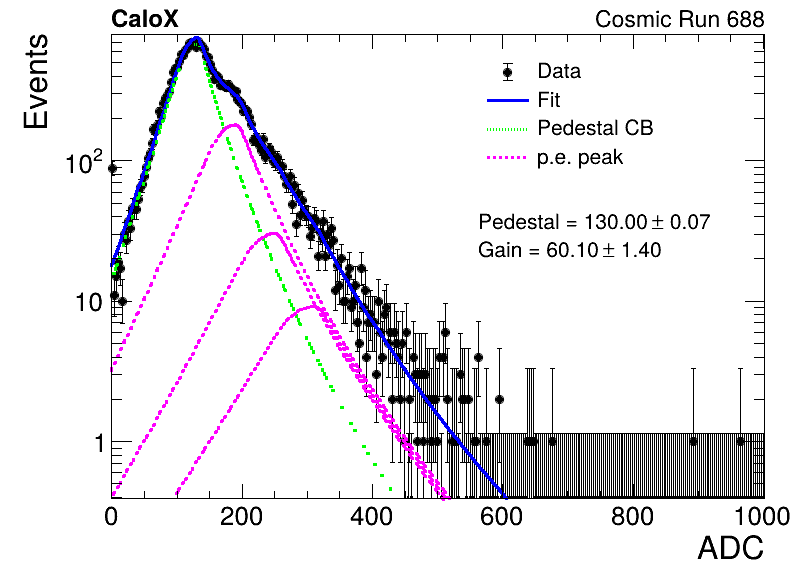 CaloX Cosmic Run 688
Events
Data
Fit
Pedestal CB
p.e. peak
Pedestal = 130.00 ± 0.07
Gain = 60.10 ± 1.40
10²
10
1
0 200 400 600 800 1000
ADC